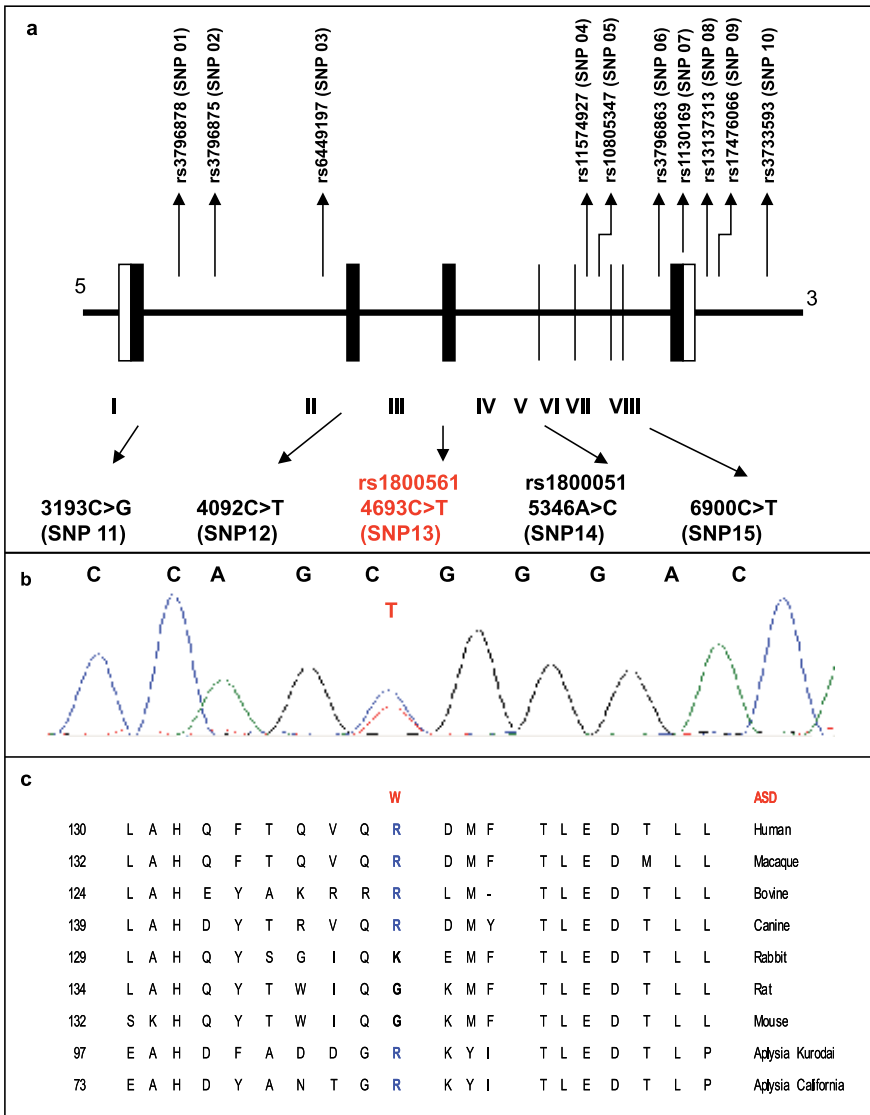 a
rs3796878 (SNP 01)
rs3796875 (SNP 02)
rs6449197 (SNP 03)
rs11574927 (SNP 04)
rs10805347 (SNP 05)
rs3796863 (SNP 06)
rs1130169 (SNP 07)
rs13137313 (SNP 08)
rs17476066 (SNP 09)
rs3733593 (SNP 10)
5
3
I II III IV V VI VII VIII
3193C>G
(SNP 11)
4092C>T
(SNP12)
rs1800561
4693C>T
(SNP13)
rs1800051
5346A>C
(SNP14)
6900C>T
(SNP15)
b
C C A G C G G G A C
T
c
W ASD
130 L A H Q F T Q V Q R D M F T L E D T L L Human
132 L A H Q F T Q V Q R D M F T L E D M L L Macaque
124 L A H E Y A K R R R L M - T L E D T L L Bovine
139 L A H D Y T R V Q R D M Y T L E D T L L Canine
129 L A H Q Y S G I Q K E M F T L E D T L L Rabbit
134 L A H Q Y T W I Q G K M F T L E D T L L Rat
132 S K H Q Y T W I Q G K M F T L E D T L L Mouse
97 E A H D F A D D G R K Y I T L E D T L P Aplysia Kurodai
73 E A H D Y A N T G R K Y I T L E D T L P Aplysia California